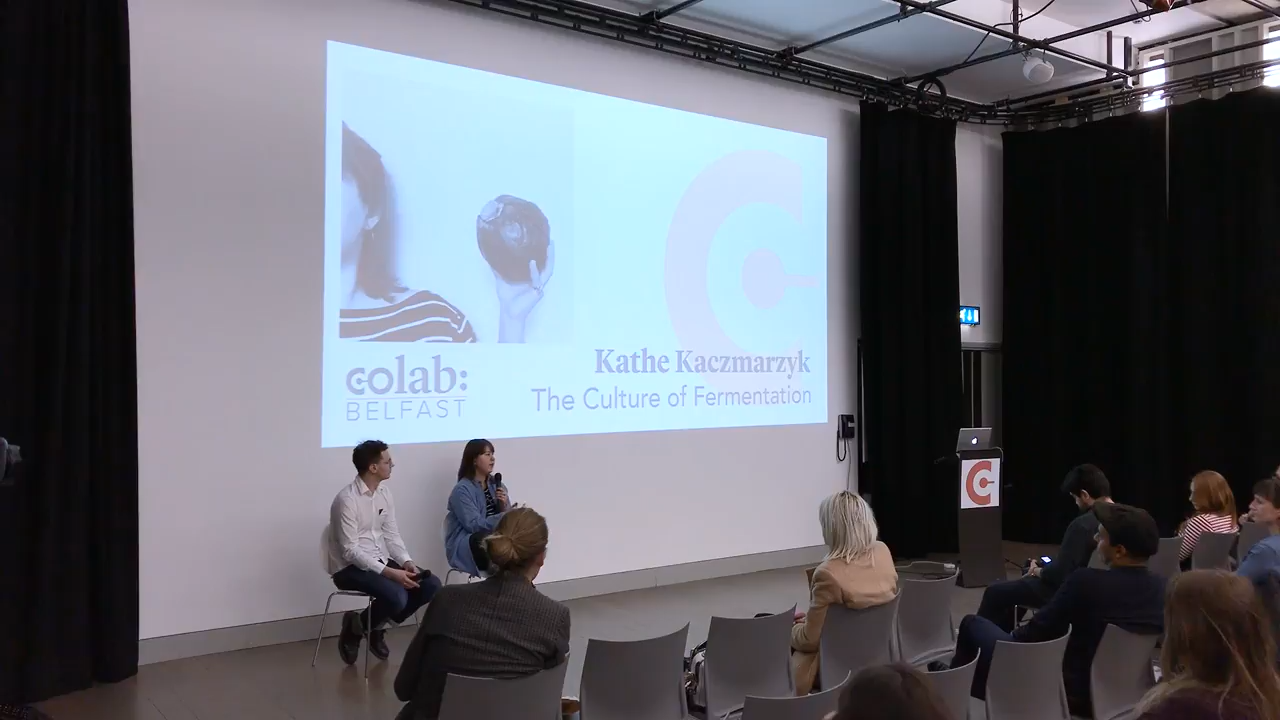 colab:
BELFAST
Kathe Kaczmarzyk
The Culture of Fermentation